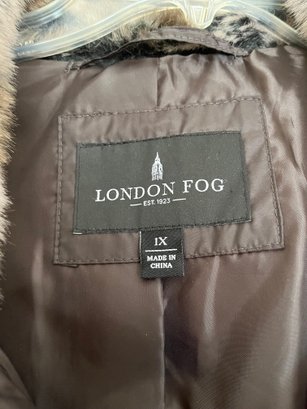 LONDON FOG
EST. 1923
1X
MADE IN
CHINA